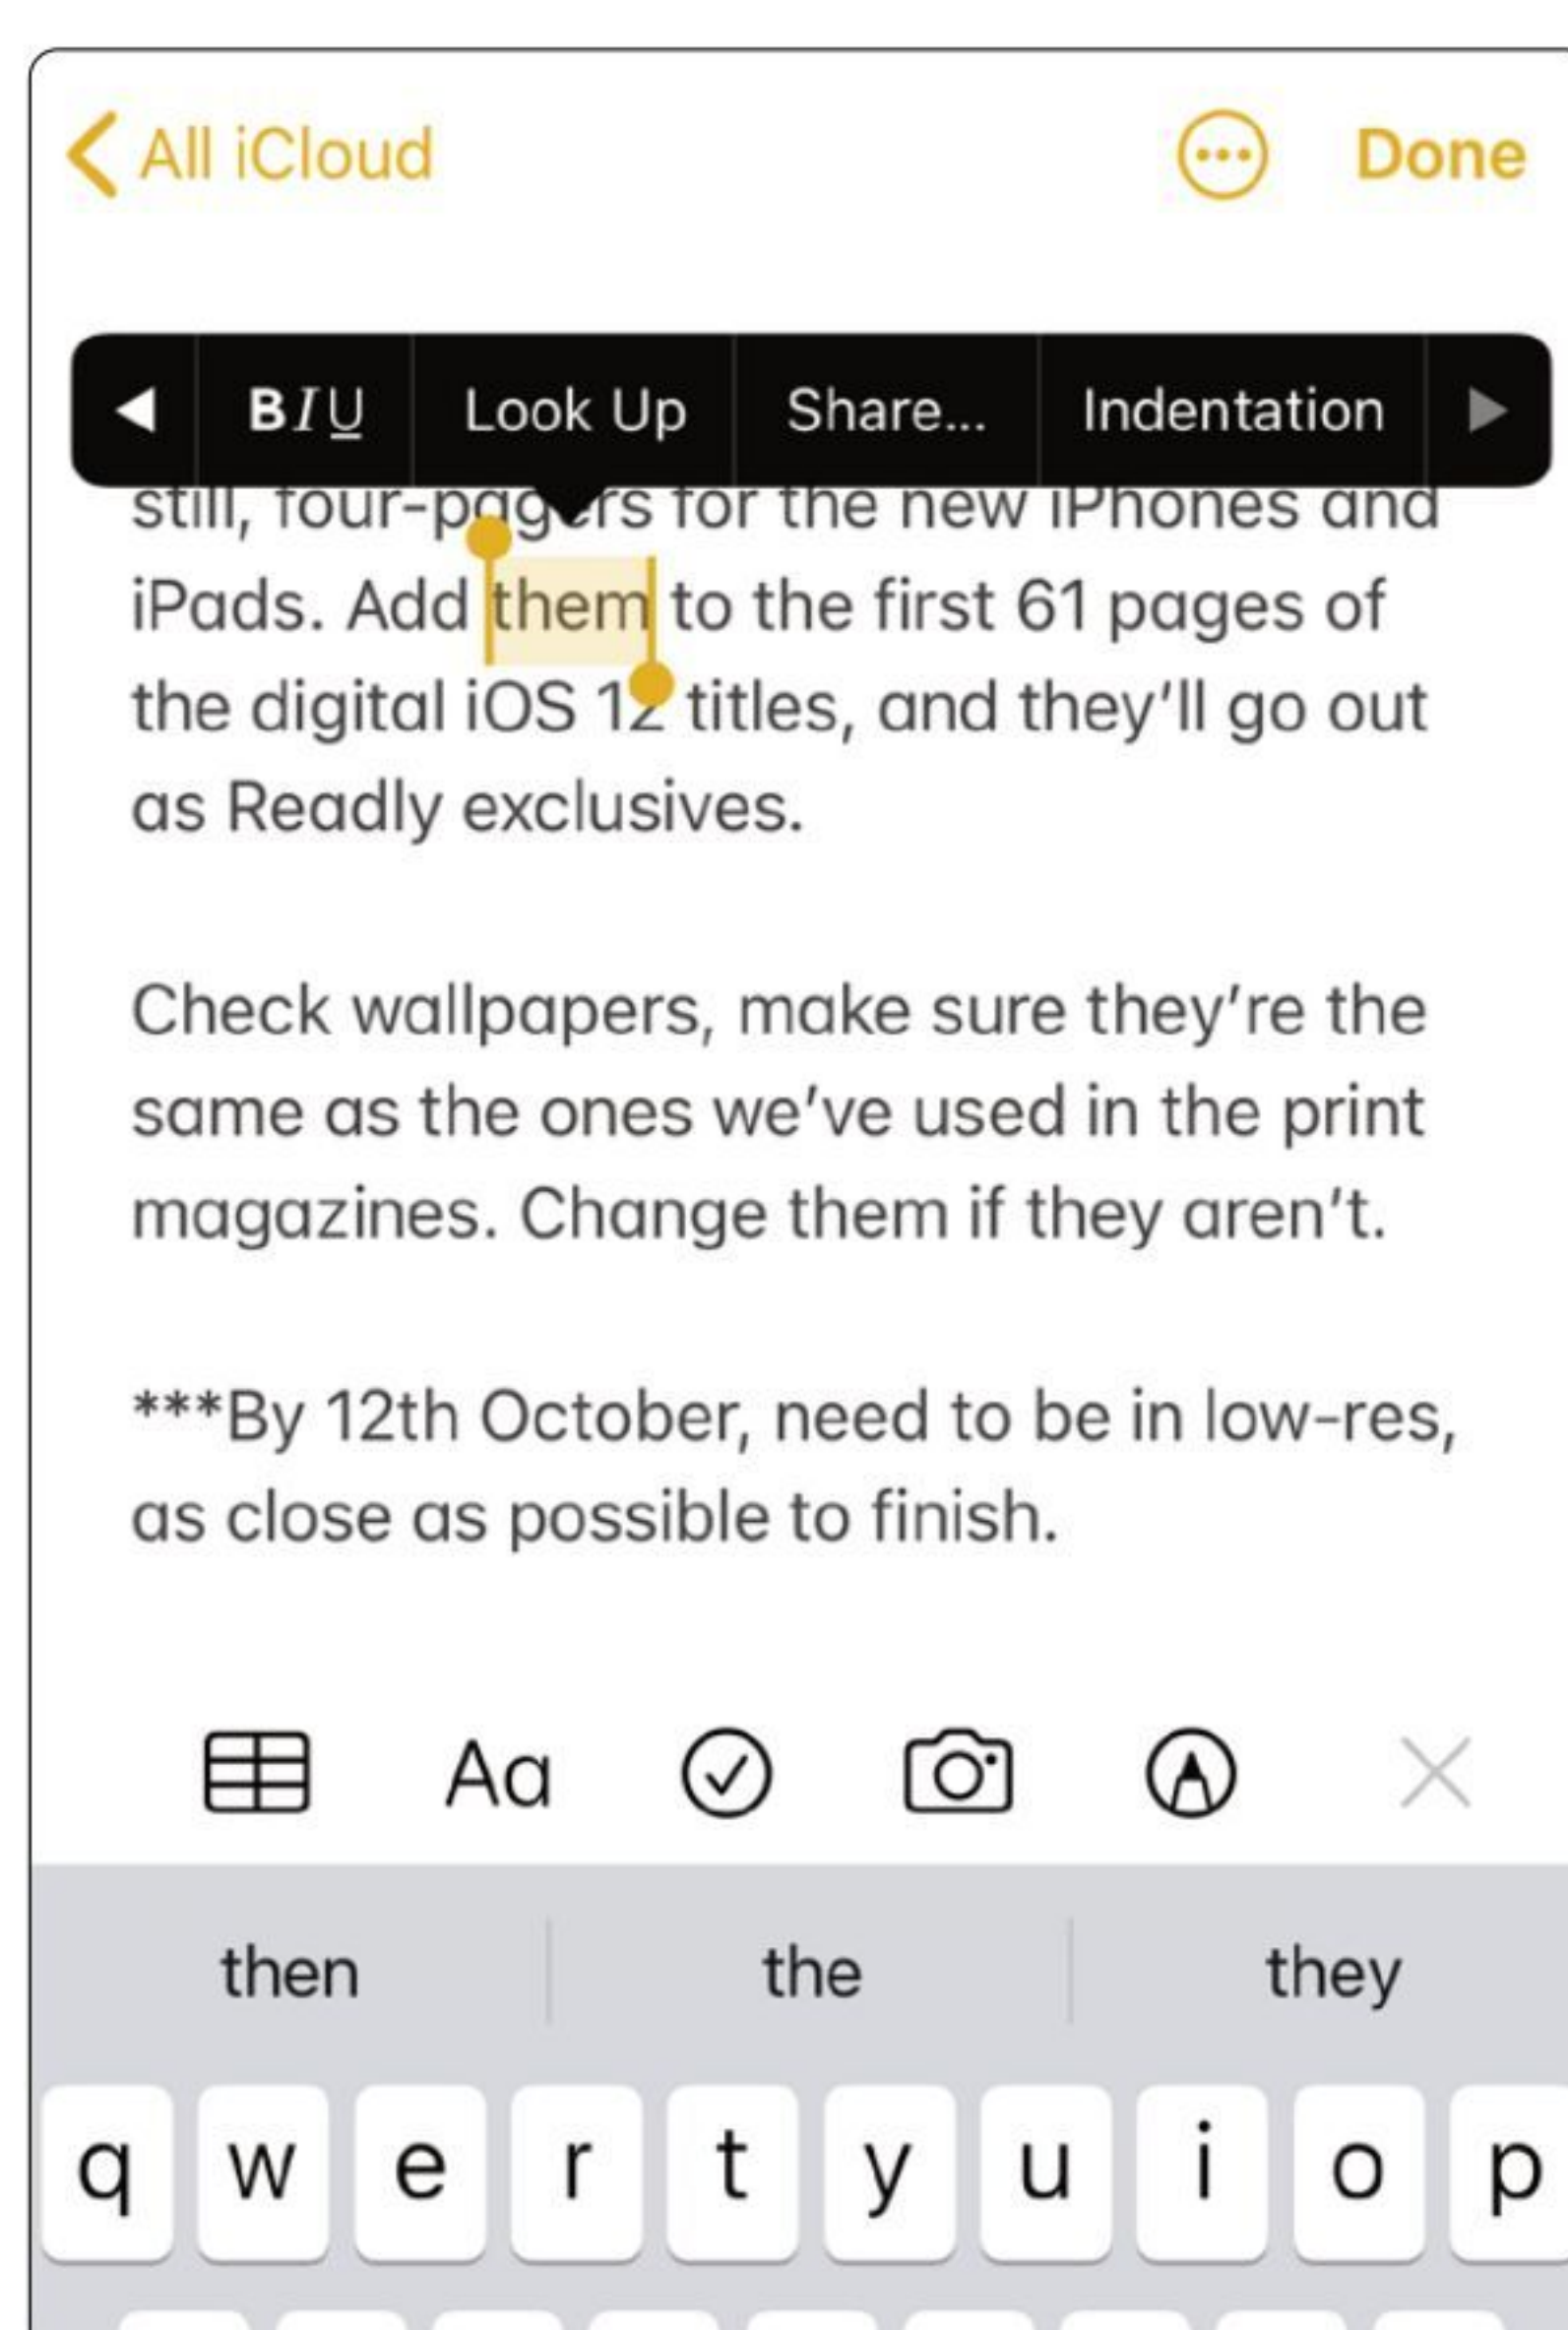 All iCloud
Done
BIU
Look Up
Share...
Indentation
still, four-pagers for the new iPhones and
iPads. Add them to the first 61 pages of
the digital iOS 12 titles, and they’ll go out
as Readly exclusives.
Check wallpapers, make sure they’re the
same as the ones we’ve used in the print
magazines. Change them if they aren’t.
***By 12th October, need to be in low-res,
as close as possible to finish.
Aa
then
the
they
q w e r t y u i o p